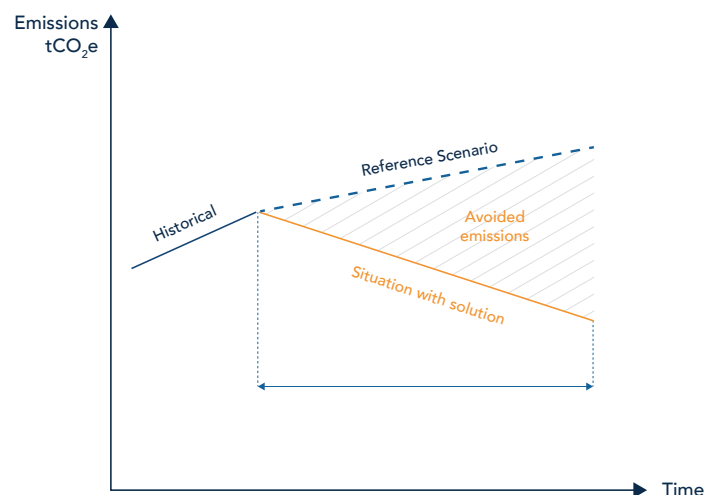 Emissions
tCO₂e
Reference Scenario
Historical
Avoided
emissions
Situation with solution
Time